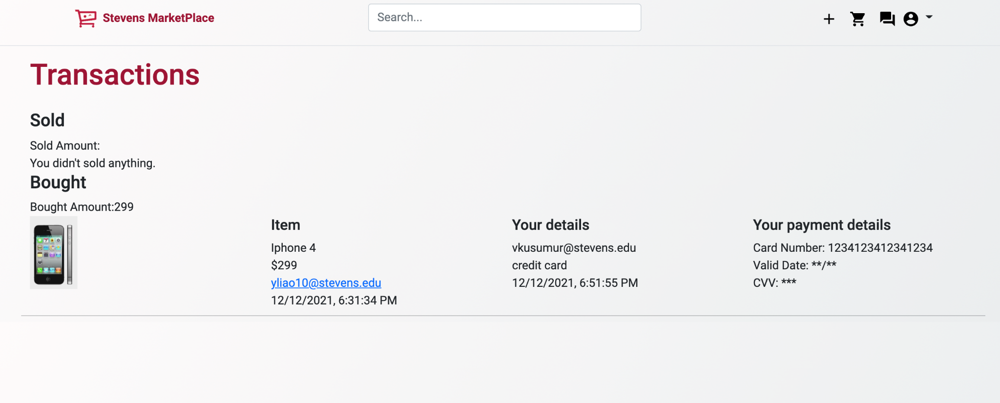 Stevens MarketPlace
Search...
Transactions
Sold
Sold Amount:
You didn't sold anything.
Bought
Bought Amount:299
Item
Iphone 4
$299
yliao10@stevens.edu
12/12/2021, 6:31:34 PM
Your details
vkusumur@stevens.edu
credit card
12/12/2021, 6:51:55 PM
Your payment details
Card Number: 1234123412341234
Valid Date: **/**
CVV: ***